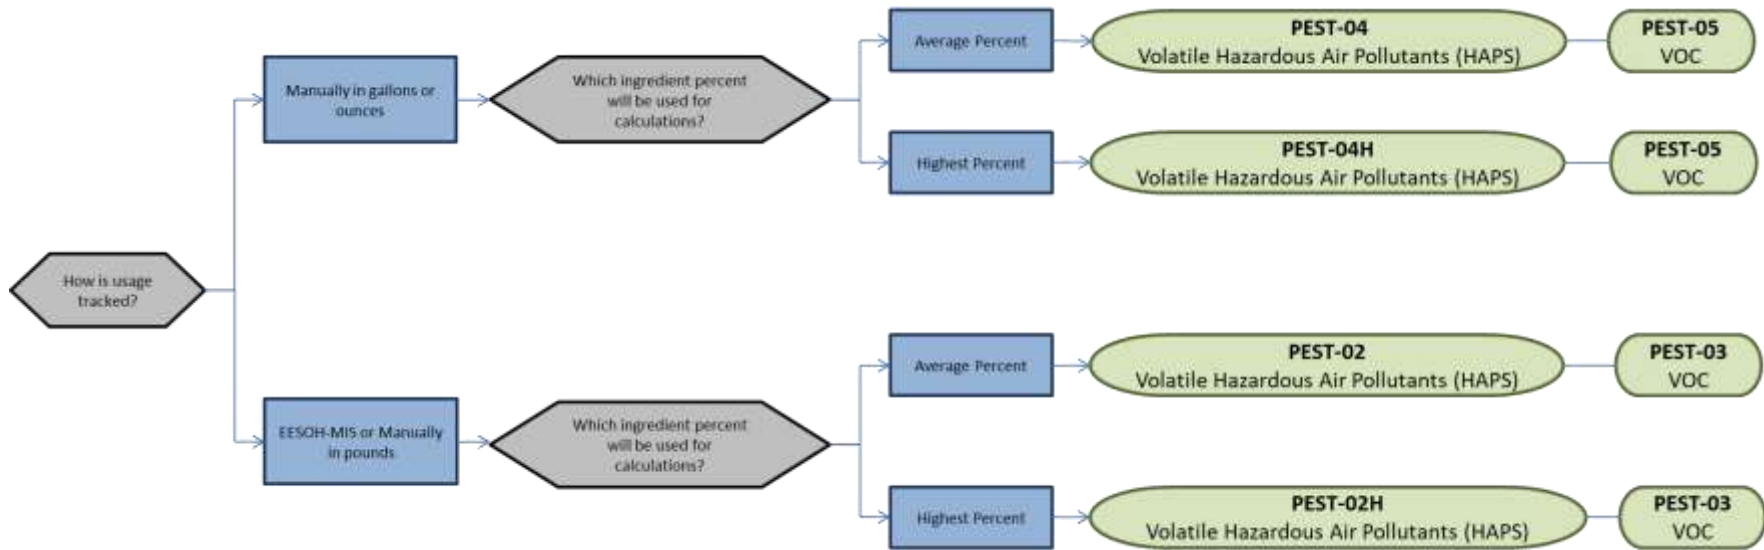 How is usage
tracked?
Manually in gallons or
ounces
Which ingredient percent
will be used for
calculations?
Average Percent
PEST-04
Volatile Hazardous Air Pollutants (HAPS)
PEST-05
VOC
Highest Percent
PEST-04H
Volatile Hazardous Air Pollutants (HAPS)
PEST-05
VOC
EESOH-MIS or Manually
in pounds
Which ingredient percent
will be used for
calculations?
Average Percent
PEST-02
Volatile Hazardous Air Pollutants (HAPS)
PEST-03
VOC
Highest Percent
PEST-02H
Volatile Hazardous Air Pollutants (HAPS)
PEST-03
VOC